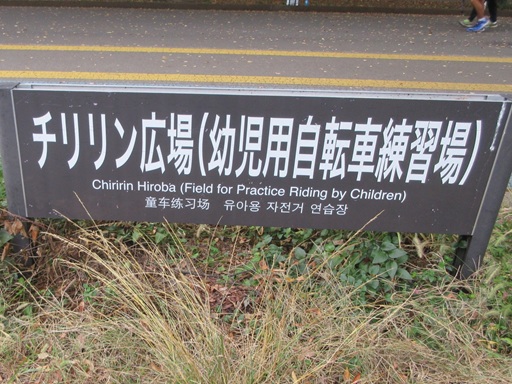 チリリン広場(幼児用自転車練習場)
Chiririn Hiroba (Field for Practice Riding by Children)
童车练习场 유아용 자전거 연습장